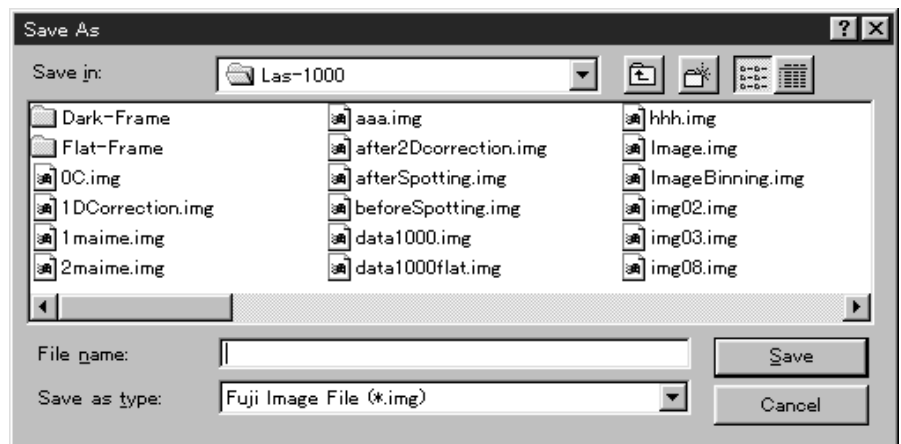 Save As
Save in:
Las-1000
Dark-Frame
Flat-Frame
0C.img
1DCorrection.img
1maime.img
2maime.img
aaa.img
after2Dcorrection.img
afterSpotting.img
beforeSpotting.img
data1000.img
data1000flat.img
hhh.img
Image.img
ImageBinning.img
img02.img
img03.img
img08.img
File name:
Save
Save as type:
Fuji Image File (*.img)
Cancel